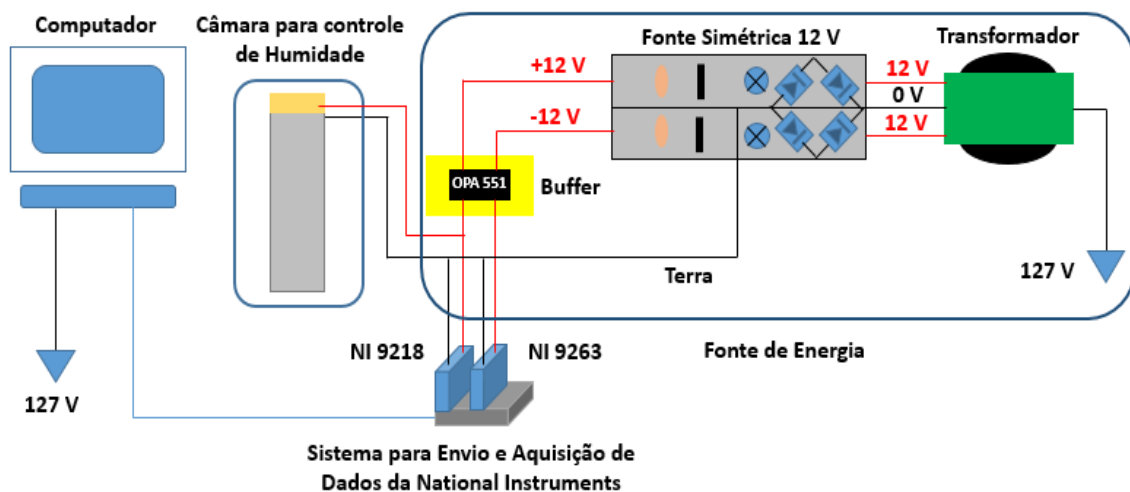 Computador
Câmara para controle
de Humidade
Fonte Simétrica 12 V
Transformador
+12 V
-12 V
12 V
0 V
12 V
OPA 551
Buffer
Terra
127 V
NI 9218
NI 9263
Fonte de Energia
127 V
Sistema para Envio e Aquisição de
Dados da National Instruments